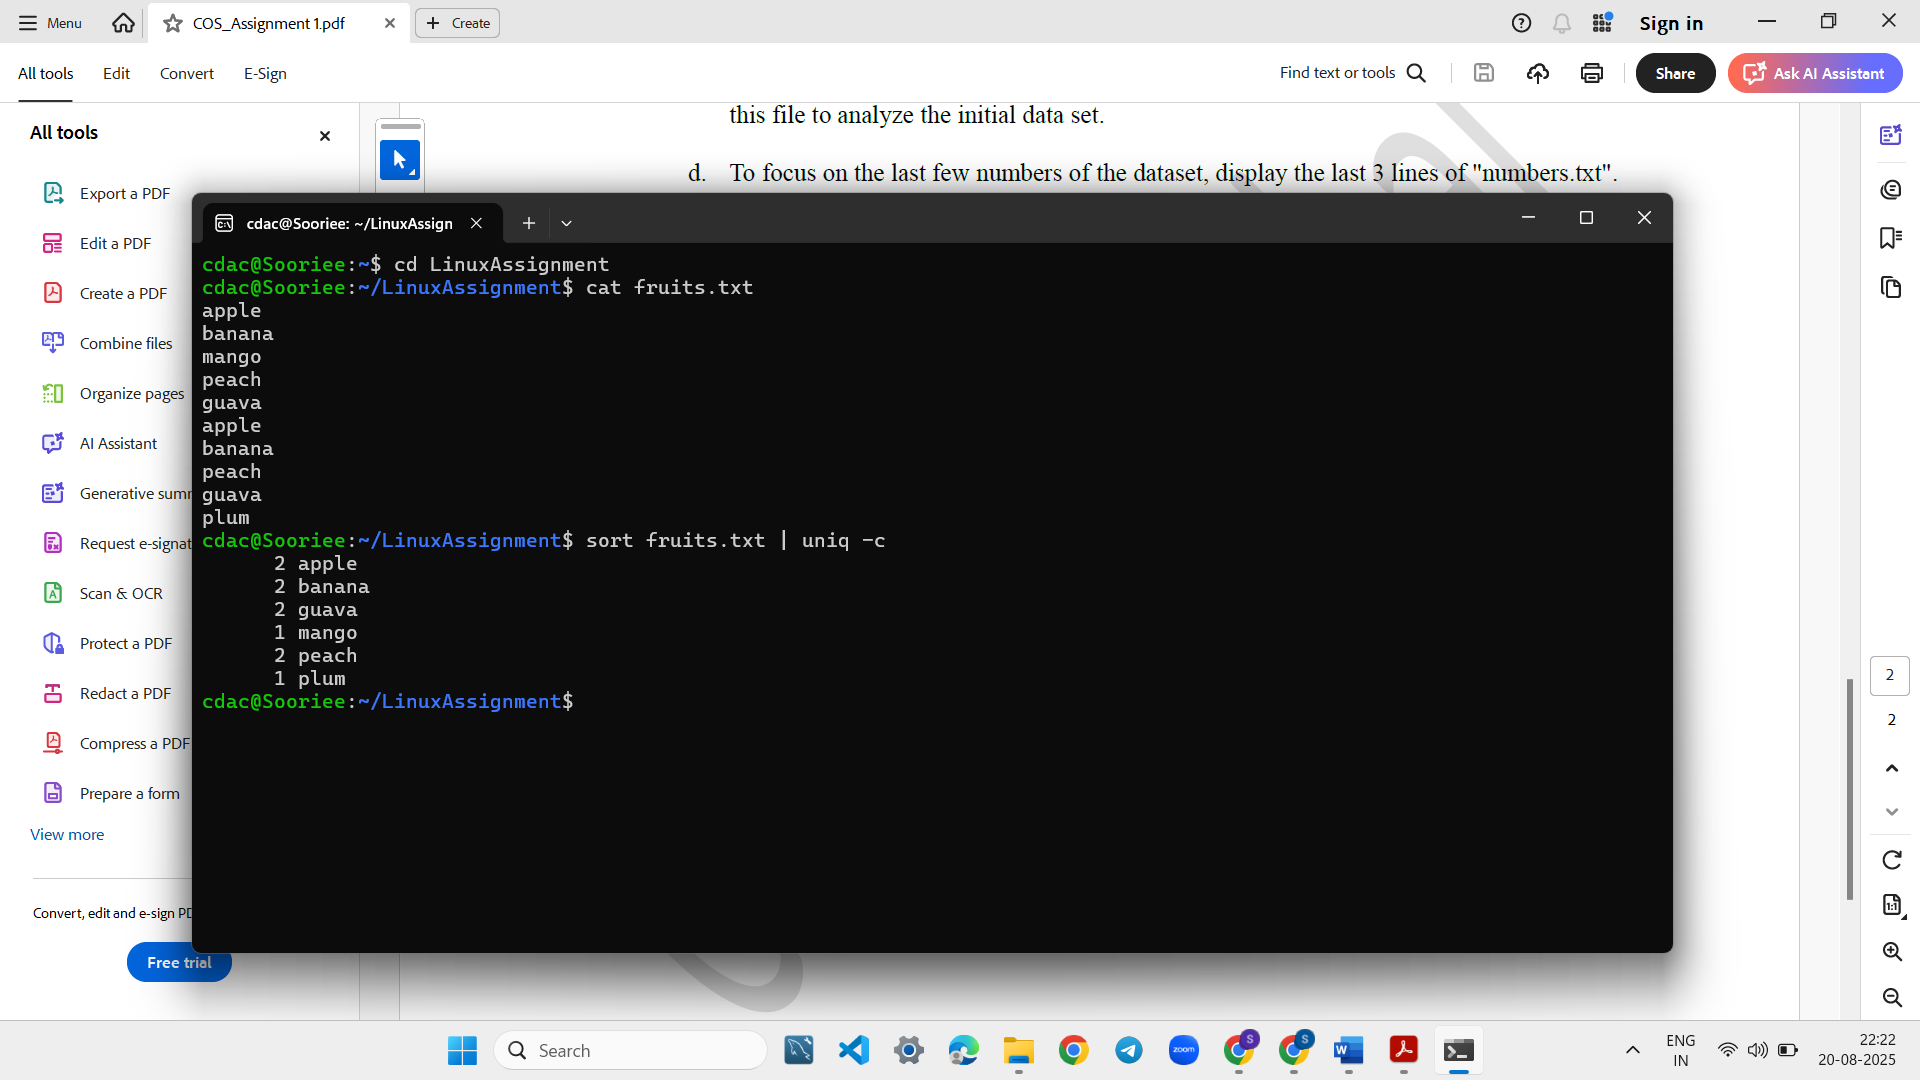 Menu
COS_Assignment 1.pdf
Create
Sign in
All tools
Edit
Convert
E-Sign
Find text or tools
Share
Ask AI Assistant
this file to analyze the initial data set.
d. To focus on the last few numbers of the dataset, display the last 3 lines of "numbers.txt".
All tools
Export a PDF
Edit a PDF
Create a PDF
Combine files
Organize pages
AI Assistant
Generative sum
Request e-signat
Scan & OCR
Protect a PDF
Redact a PDF
Compress a PDF
Prepare a form
View more
Convert, edit and e-sign PD
Free trial
cdac@Sooriee: ~/LinuxAssign
cdac@Sooriee:~$ cd LinuxAssignment
cdac@Sooriee:~/LinuxAssignment$ cat fruits.txt
apple
banana
mango
peach
guava
apple
banana
peach
guava
plum
cdac@Sooriee:~/LinuxAssignment$ sort fruits.txt | uniq -c
2 apple
2 banana
2 guava
1 mango
2 peach
1 plum
cdac@Sooriee:~/LinuxAssignment$
2
2
1:1
Search
zoom
S
S
ENG
IN
22:22
20-08-2025